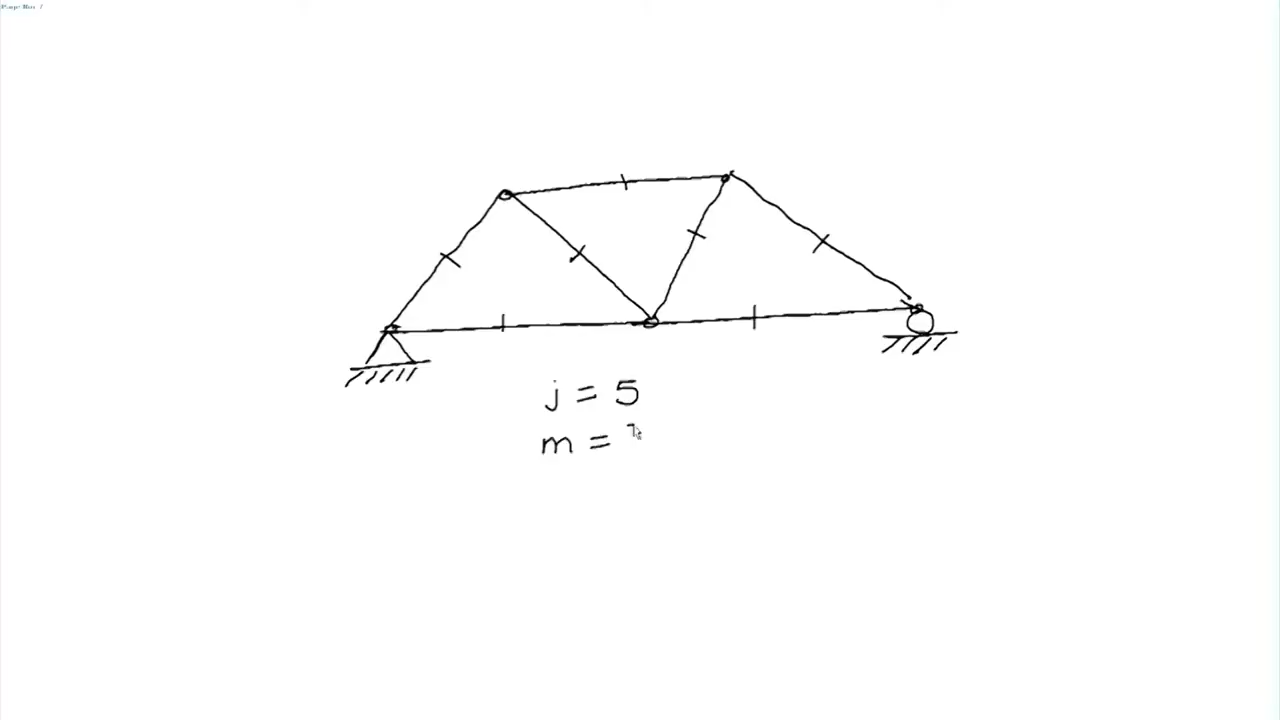 j = 5
m =